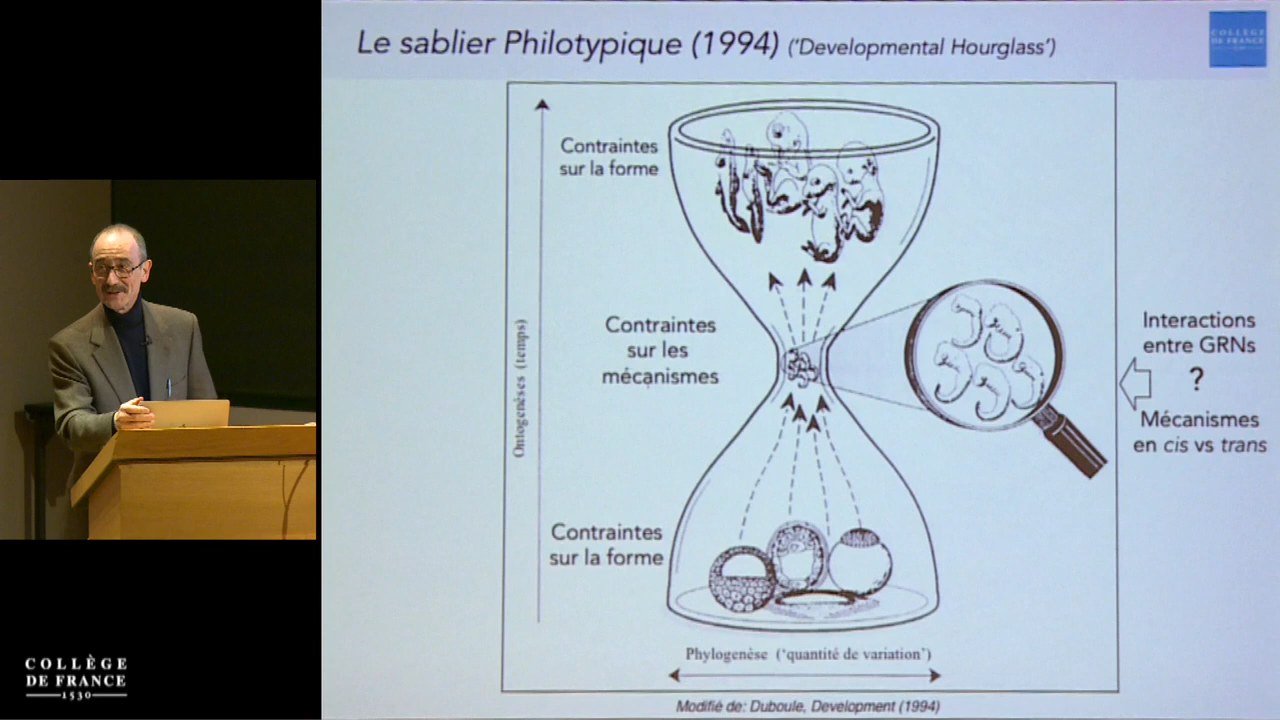 Le sablier Philotypique (1994) ('Developmental Hourglass')
COLLÈGE
DE FRANCE
1530
Contraintes
sur la forme
Ontogenèses (temps)
Contraintes
sur les
mécanismes
Interactions
entre GRNs
?
Mécanismes
en cis vs trans
Contraintes
sur la forme
Phylogenèse ('quantité de variation')
Modifié de: Duboule, Development (1994)
COLLÈGE
DE FRANCE
1530